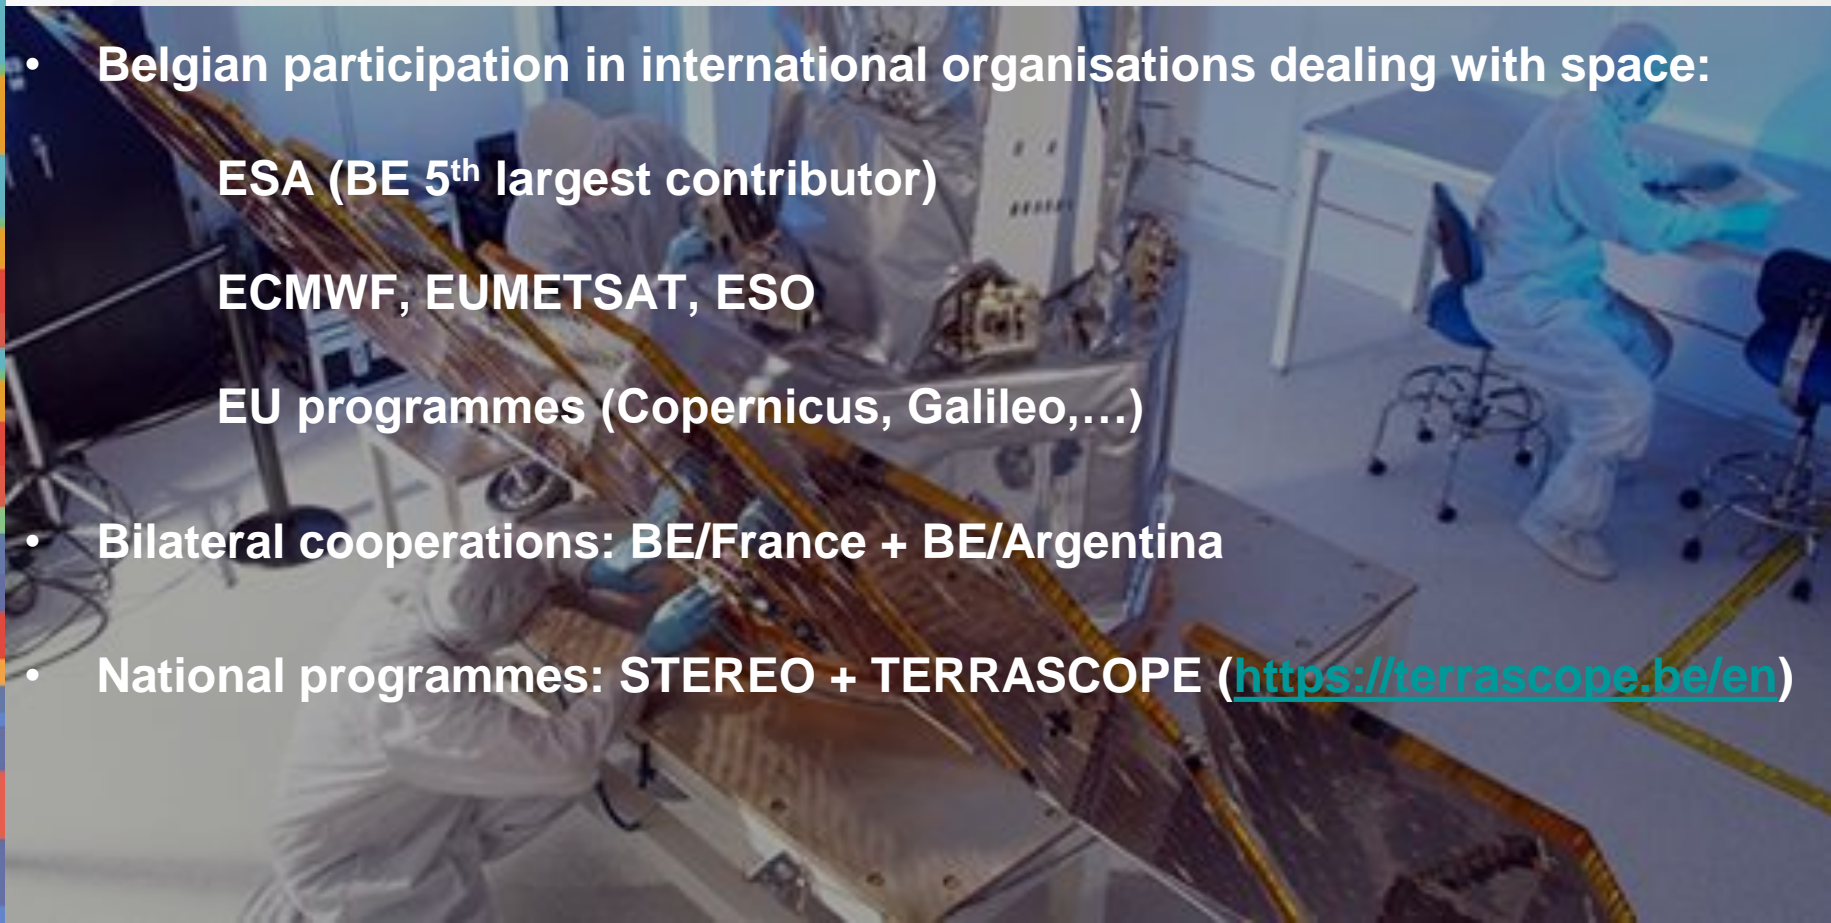 • Belgian participation in international organisations dealing with space:
ESA (BE 5th largest contributor)
ECMWF, EUMETSAT, ESO
EU programmes (Copernicus, Galileo,…)
• Bilateral cooperations: BE/France + BE/Argentina
• National programmes: STEREO + TERRASCOPE (https://terrascope.be/en)